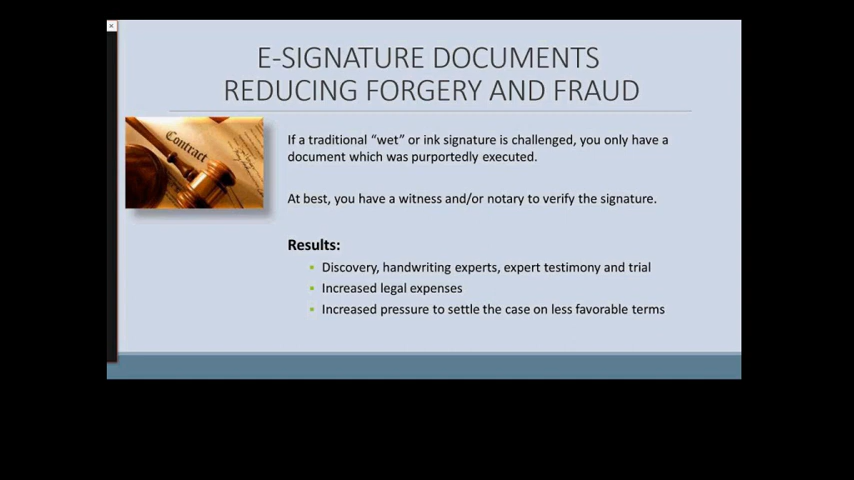 E-SIGNATURE DOCUMENTS
REDUCING FORGERY AND FRAUD
Contract
If a traditional “wet” or ink signature is challenged, you only have a
document which was purportedly executed.
At best, you have a witness and/or notary to verify the signature.
Results:
Discovery, handwriting experts, expert testimony and trial
Increased legal expenses
Increased pressure to settle the case on less favorable terms